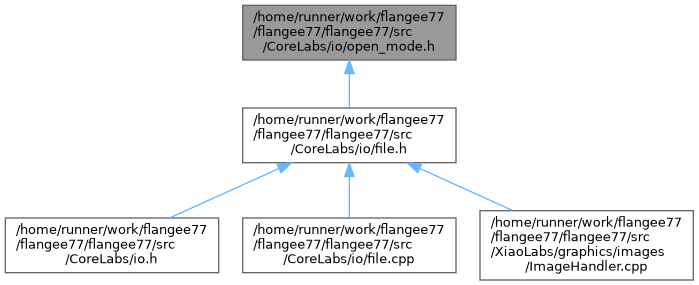 /home/runner/work/flangee77
/flangee77/flangee77/src
/CoreLabs/io/open_mode.h
/home/runner/work/flangee77
/flangee77/flangee77/src
/CoreLabs/io/file.h
/home/runner/work/flangee77
/flangee77/flangee77/src
/CoreLabs/io.h
/home/runner/work/flangee77
/flangee77/flangee77/src
/CoreLabs/io/file.cpp
/home/runner/work/flangee77
/flangee77/flangee77/src
/XiaoLabs/graphics/images
/ImageHandler.cpp